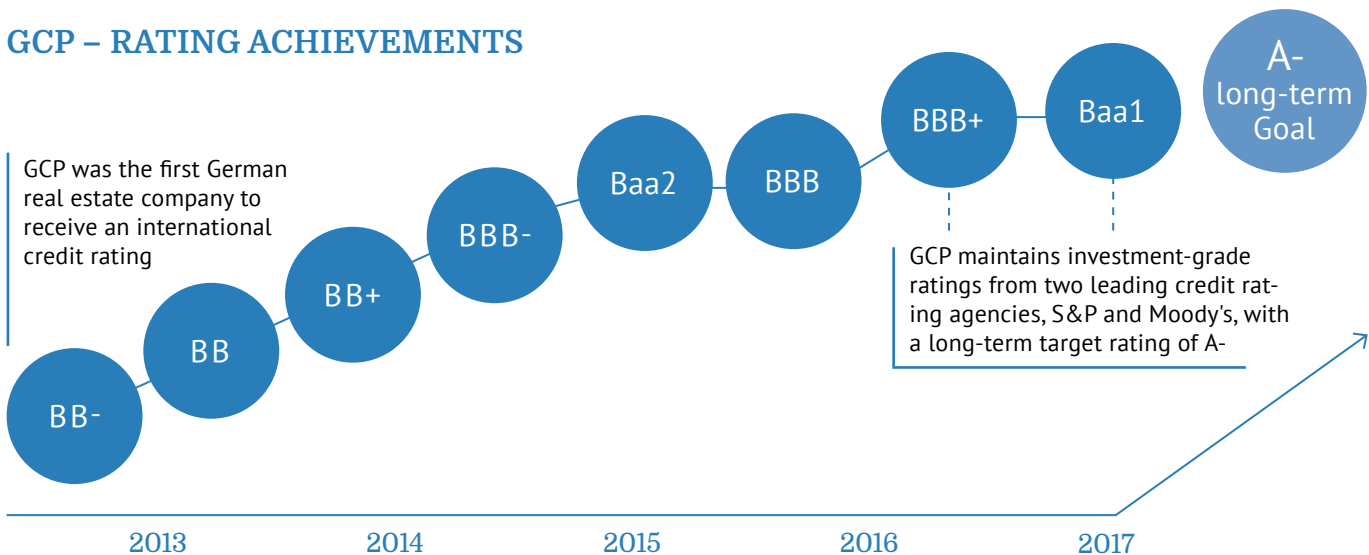 GCP – RATING ACHIEVEMENTS
GCP was the first German
real estate company to
receive an international
credit rating
BB-
BB
BB+
BBB-
Baa2
BBB
BBB+
Baa1
A-
long-term
Goal
GCP maintains investment-grade
ratings from two leading credit rat-
ing agencies, S&P and Moody's, with
a long-term target rating of A-
2013
2014
2015
2016
2017